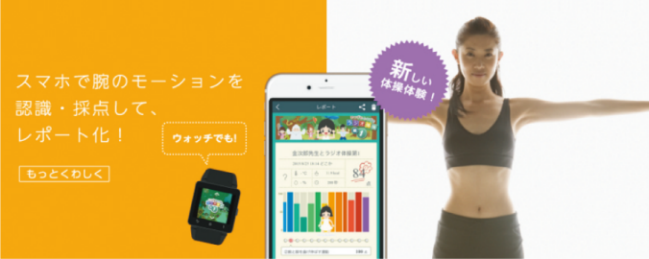 スマホで腕のモーションを
認識・採点して、
レポート化！
ウォッチでも!
もっとくわしく
レポート
84
新しい
体操体験！